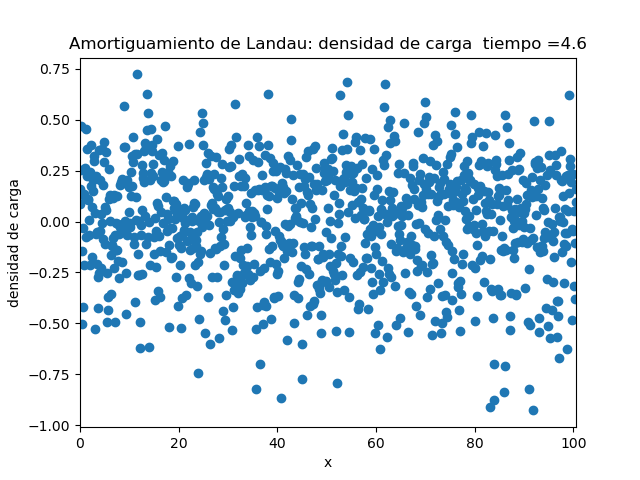 Amortiguamiento de Landau: densidad de carga  tiempo =4.6
0.75
0.50
0.25
0.00
−0.25
−0.50
−0.75
−1.00
densidad de carga
0 20 40 60 80 100
x